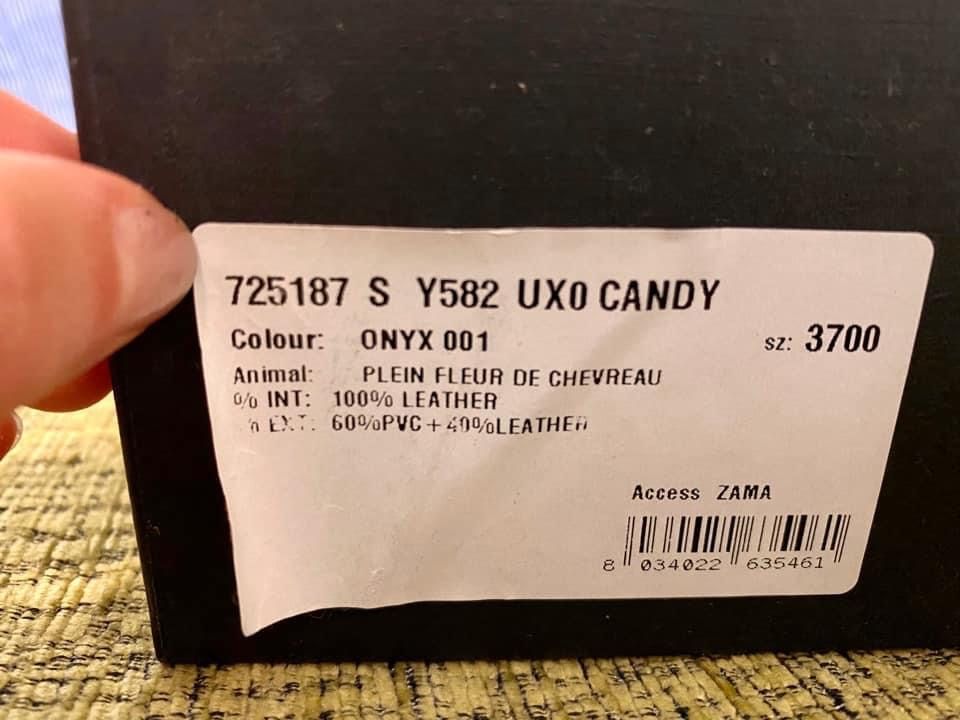 725187 S Y582 UX0 CANDY
Colour: ONYX 001 sz: 3700
Animal: PLEIN FLEUR DE CHEVREAU
% INT: 100% LEATHER
% EXT: 60%PVC+40%LEATHER
Access ZAMA
8 034022 635461